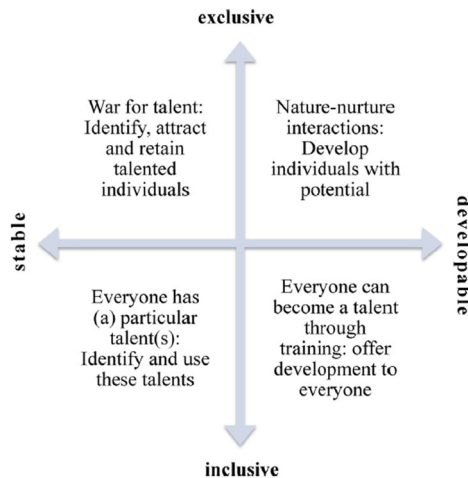 exclusive
War for talent:
Identify, attract
and retain
talented
individuals
Nature-nurture
interactions:
Develop
individuals with
potential
stable
developable
Everyone has
(a) particular
talent(s):
Identify and use
these talents
Everyone can
become a talent
through
training: offer
development to
everyone
inclusive